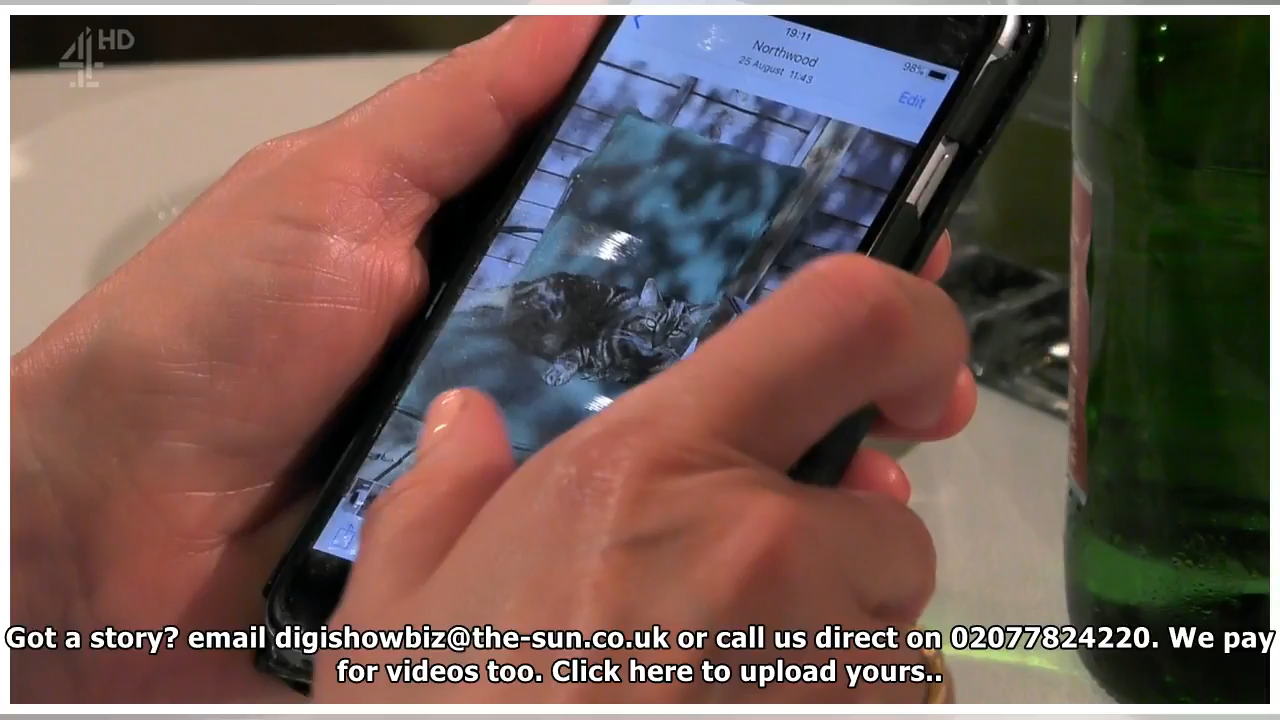 4HD
19:11
Northwood
98%
25 August 11:43
Edit
Got a story? email digishowbiz@the-sun.co.uk or call us direct on 02077824220. We pay
for videos too. Click here to upload yours..